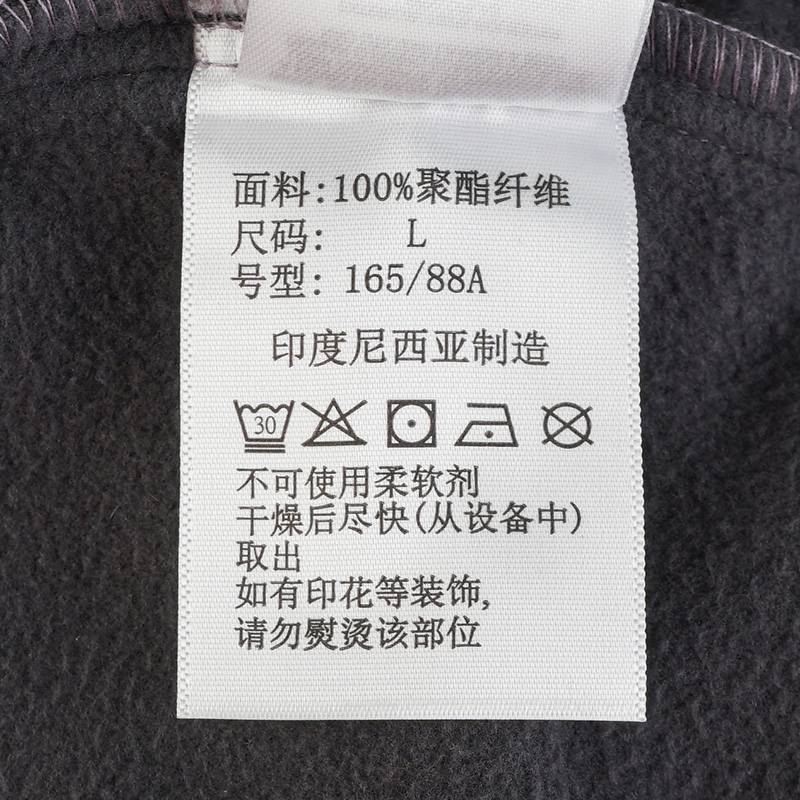 面料:100%聚酯纤维
尺码: L
号型: 165/88A
印度尼西亚制造
30
不可使用柔软剂
干燥后尽快(从设备中)
取出
如有印花等装饰,
请勿熨烫该部位